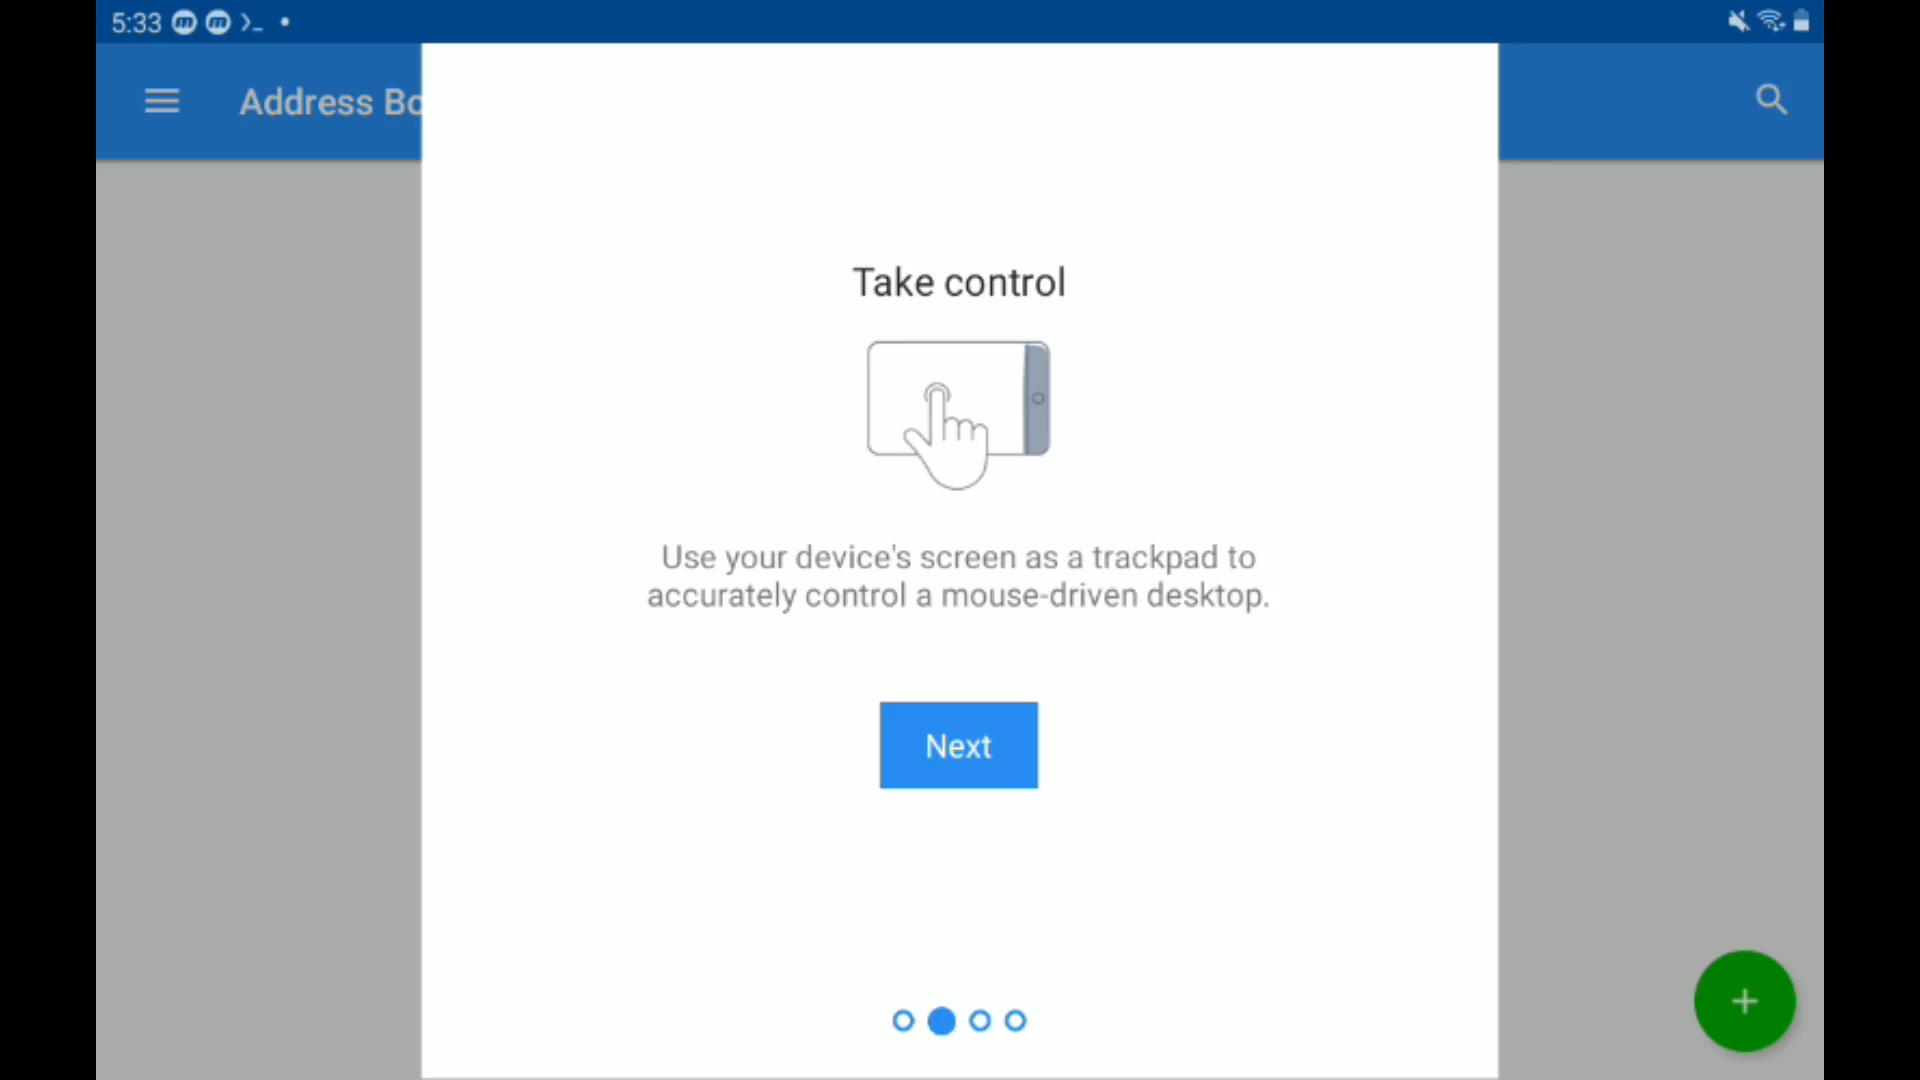 5:33
Address Bo
Take control
Use your device's screen as a trackpad to
accurately control a mouse-driven desktop.
Next